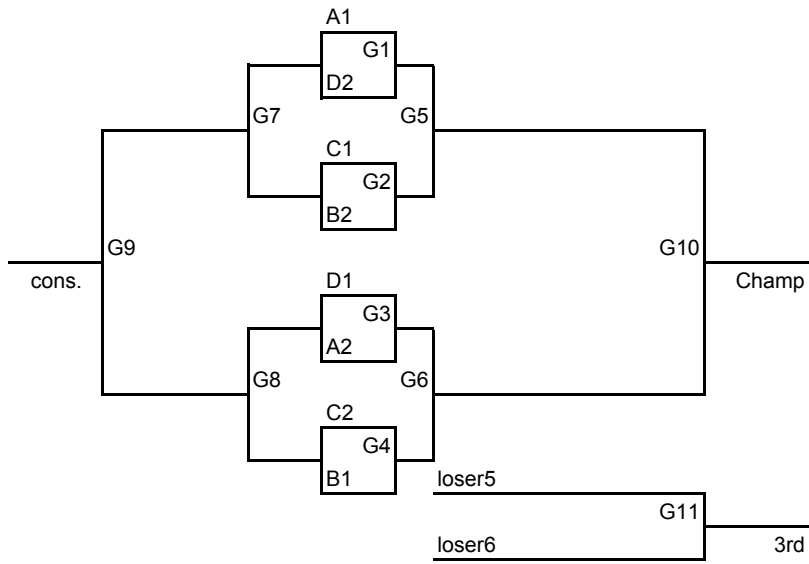 A1
G1
D2
G7
G5
C1
G2
B2
G9
G10
cons.
Champ
D1
G3
A2
G8
G6
C2
G4
B1
loser5
G11
loser6
3rd